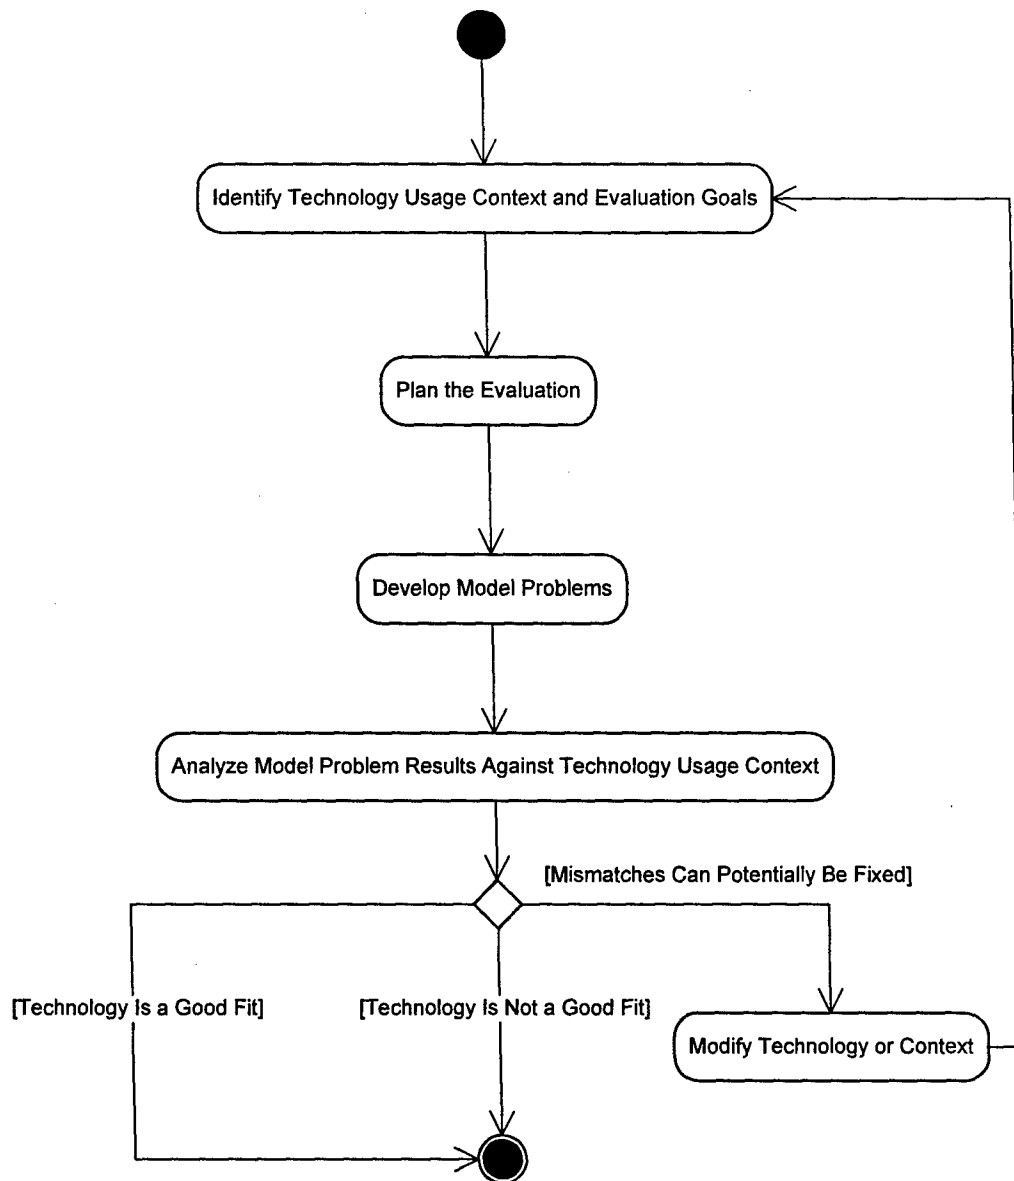 Identify Technology Usage Context and Evaluation Goals
Plan the Evaluation
Develop Model Problems
Analyze Model Problem Results Against Technology Usage Context
[Mismatches Can Potentially Be Fixed]
[Technology Is a Good Fit]
[Technology Is Not a Good Fit]
Modify Technology or Context